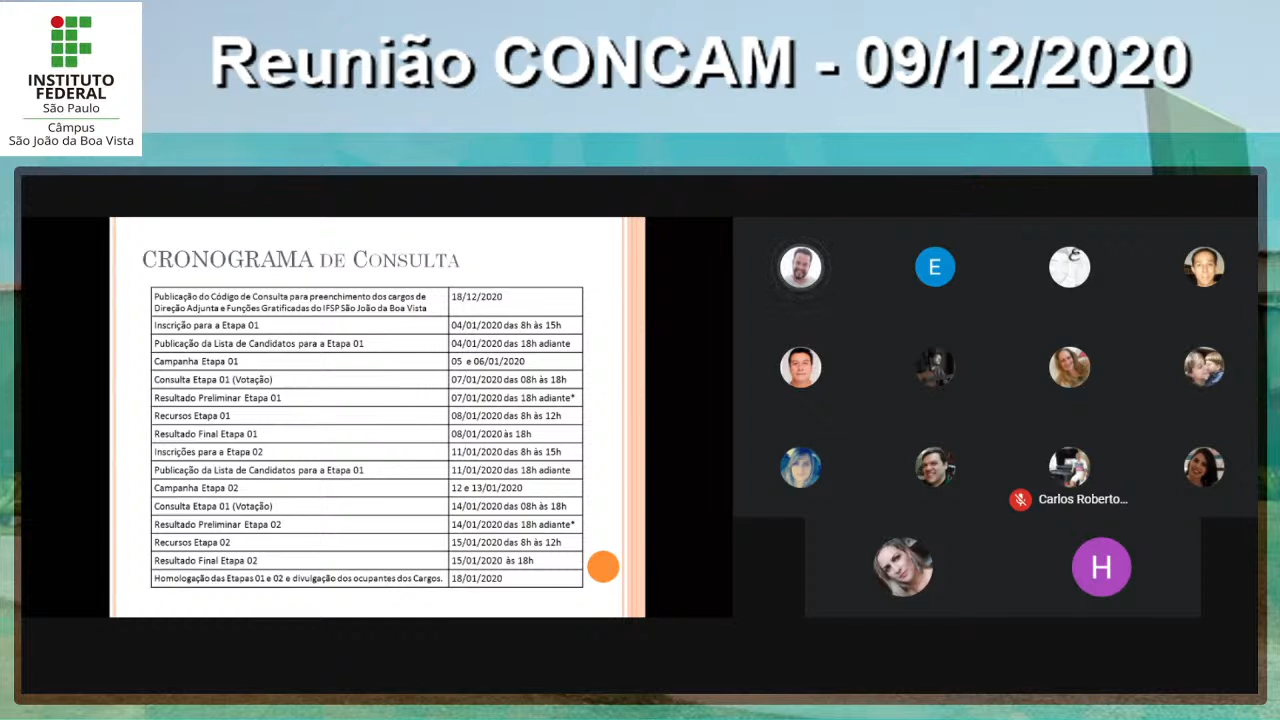 INSTITUTO
FEDERAL
São Paulo
Câmpus
São João da Boa Vista
Reunião CONCAM - 09/12/2020
CRONOGRAMA DE CONSULTA
Publicação do Código de Consulta para preenchimento dos cargos de
Direção Adjunta e Funções Gratificadas do IFSP São João da Boa Vista
18/12/2020
Inscrição para a Etapa 01 04/01/2020 das 8h às 15h
Publicação da Lista de Candidatos para a Etapa 01 04/01/2020 das 18h adiante
Campanha Etapa 01 05 e 06/01/2020
Consulta Etapa 01 (Votação) 07/01/2020 das 08h às 18h
Resultado Preliminar Etapa 01 07/01/2020 das 18h adiante*
Recursos Etapa 01 08/01/2020 das 8h às 12h
Resultado Final Etapa 01 08/01/2020 às 18h
Inscrições para a Etapa 02 11/01/2020 das 8h às 15h
Publicação da Lista de Candidatos para a Etapa 01 11/01/2020 das 18h adiante
Campanha Etapa 02 12 e 13/01/2020
Consulta Etapa 01 (Votação) 14/01/2020 das 08h às 18h
Resultado Preliminar Etapa 02 14/01/2020 das 18h adiante*
Recursos Etapa 02 15/01/2020 das 8h às 12h
Resultado Final Etapa 02 15/01/2020 às 18h
Homologação das Etapas 01 e 02 e divulgação dos ocupantes dos Cargos. 18/01/2020
E
Carlos Roberto...
H